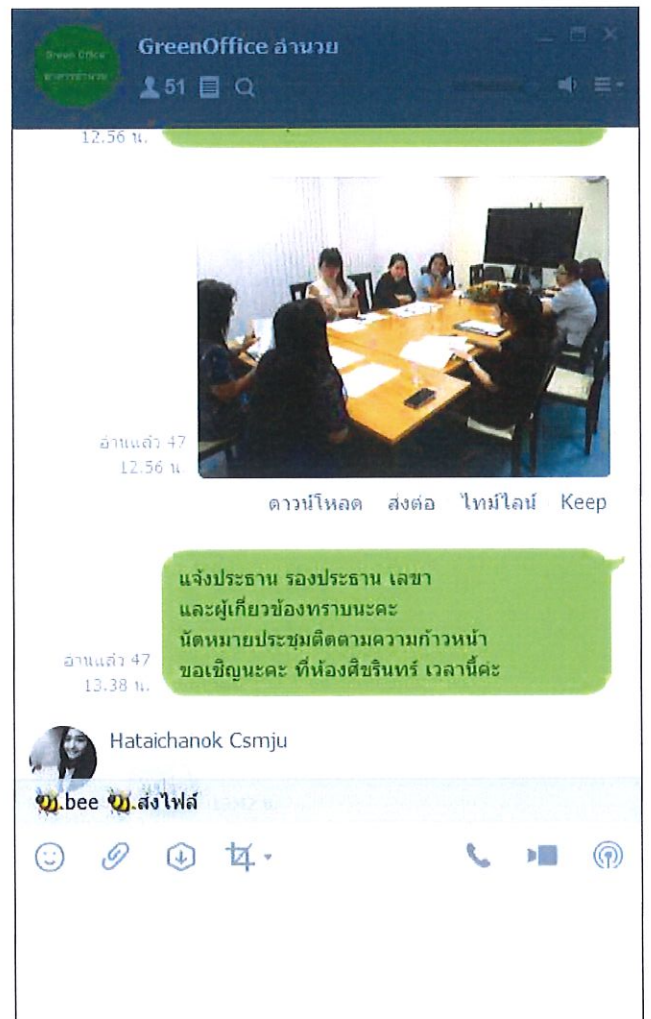 Green Office
GreenOffice อำนวย
51
12.56 น.
อ่านแล้ว 47
12.56 น.
ดาวน์โหลด ส่งต่อ ไทม์ไลน์ Keep
แจ้งประธาน รองประธาน เลขา
และผู้เกี่ยวข้องทราบนะคะ
นัดหมายประชุมติดตามความก้าวหน้า
ขอเชิญนะคะ ที่ห้องศิขรินทร์ เวลานี้ค่ะ
อ่านแล้ว 47
13.38 น.
Hataichanok Csmju
.bee .ส่งไฟล์